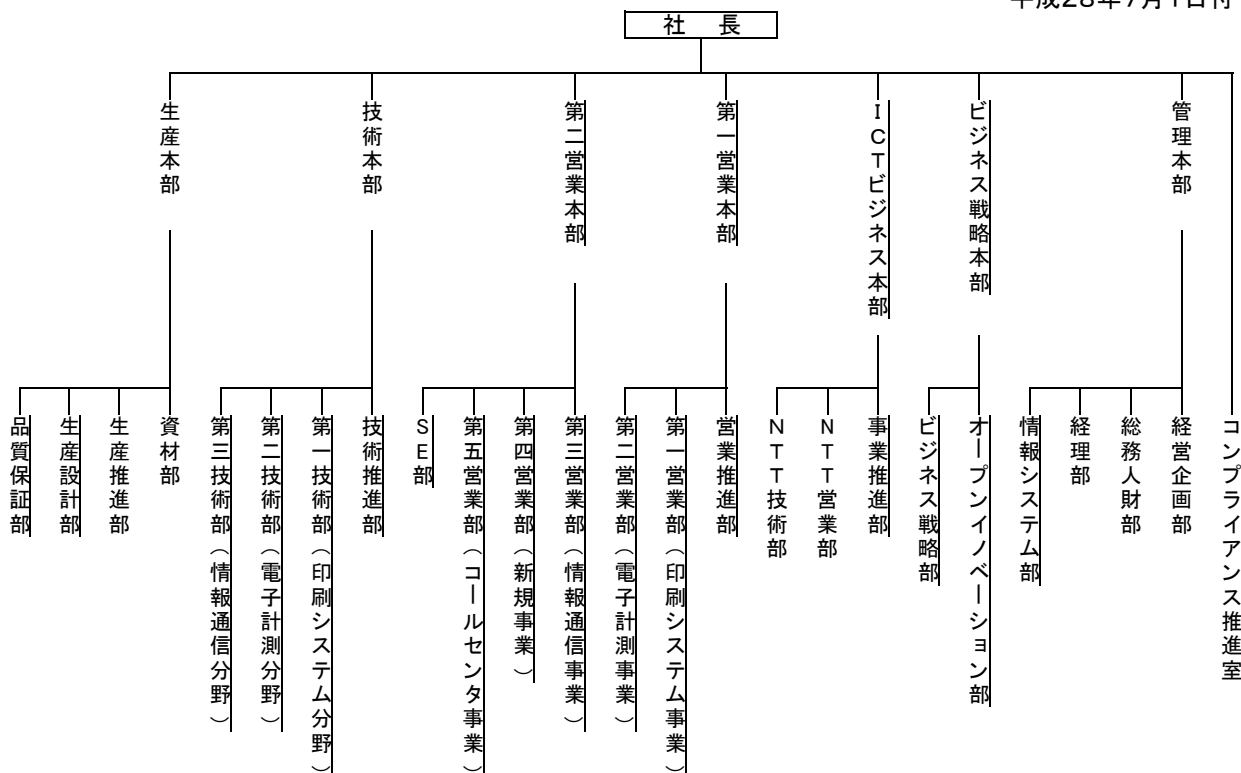 平成28年7月1日付
社　長
コンプライアンス推進室
管理本部
ビジネス戦略本部
ICTビジネス本部
第一営業本部
第二営業本部
技術本部
生産本部
経営企画部
総務人財部
経理部
情報システム部
オープンイノベーション部
ビジネス戦略部
事業推進部
NTT営業部
NTT技術部
営業推進部
第一営業部（印刷システム事業）
第二営業部（電子計測事業）
第三営業部（情報通信事業）
第四営業部（新規事業）
第五営業部（コールセンタ事業）
SE部
技術推進部
第一技術部（印刷システム分野）
第二技術部（電子計測分野）
第三技術部（情報通信分野）
資材部
生産推進部
生産設計部
品質保証部